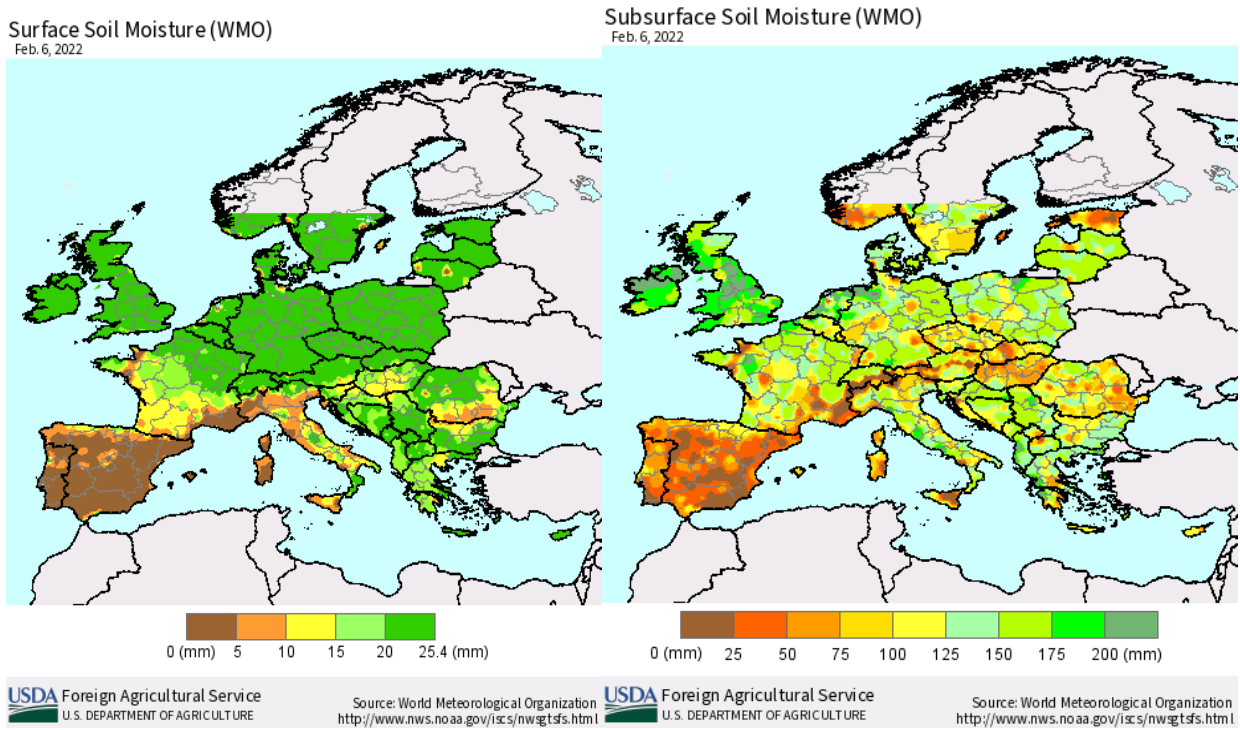 Surface Soil Moisture (WMO)
Feb. 6, 2022
0 (mm) 5 10 15 20 25.4 (mm)
USDA Foreign Agricultural Service
U.S. DEPARTMENT OF AGRICULTURE
Source: World Meteorological Organization
http://www.nws.noaa.gov/iscs/nwsgtsfs.html
Subsurface Soil Moisture (WMO)
Feb. 6, 2022
0 (mm) 25 50 75 100 125 150 175 200 (mm)
USDA Foreign Agricultural Service
U.S. DEPARTMENT OF AGRICULTURE
Source: World Meteorological Organization
http://www.nws.noaa.gov/iscs/nwsgtsfs.html